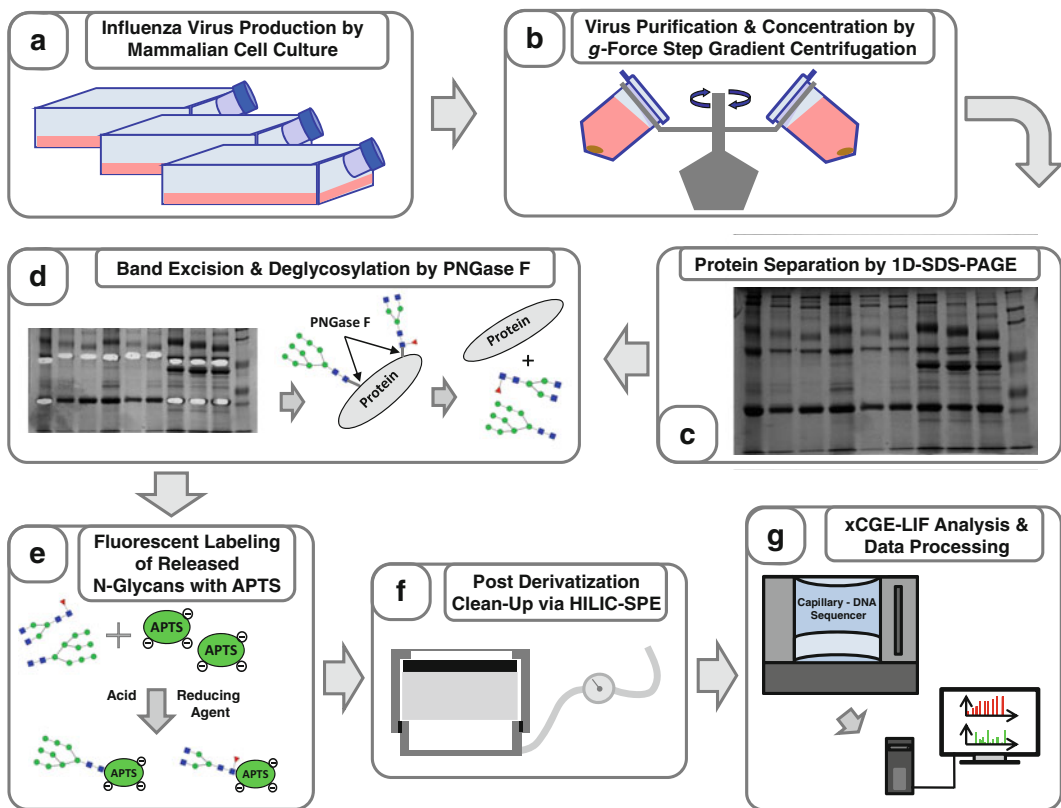 a
Influenza Virus Production by
Mammalian Cell Culture
b
Virus Purification & Concentration by
g-Force Step Gradient Centrifugation
d
Band Excision & Deglycosylation by PNGase F
PNGase F
Protein
Protein
+
Protein Separation by 1D-SDS-PAGE
c
e
Fluorescent Labeling
of Released
N-Glycans with APTS
+
APTS
APTS
Acid
Reducing
Agent
APTS
APTS
f
Post Derivatization
Clean-Up via HILIC-SPE
g
xCGE-LIF Analysis &
Data Processing
Capillary - DNA
Sequencer